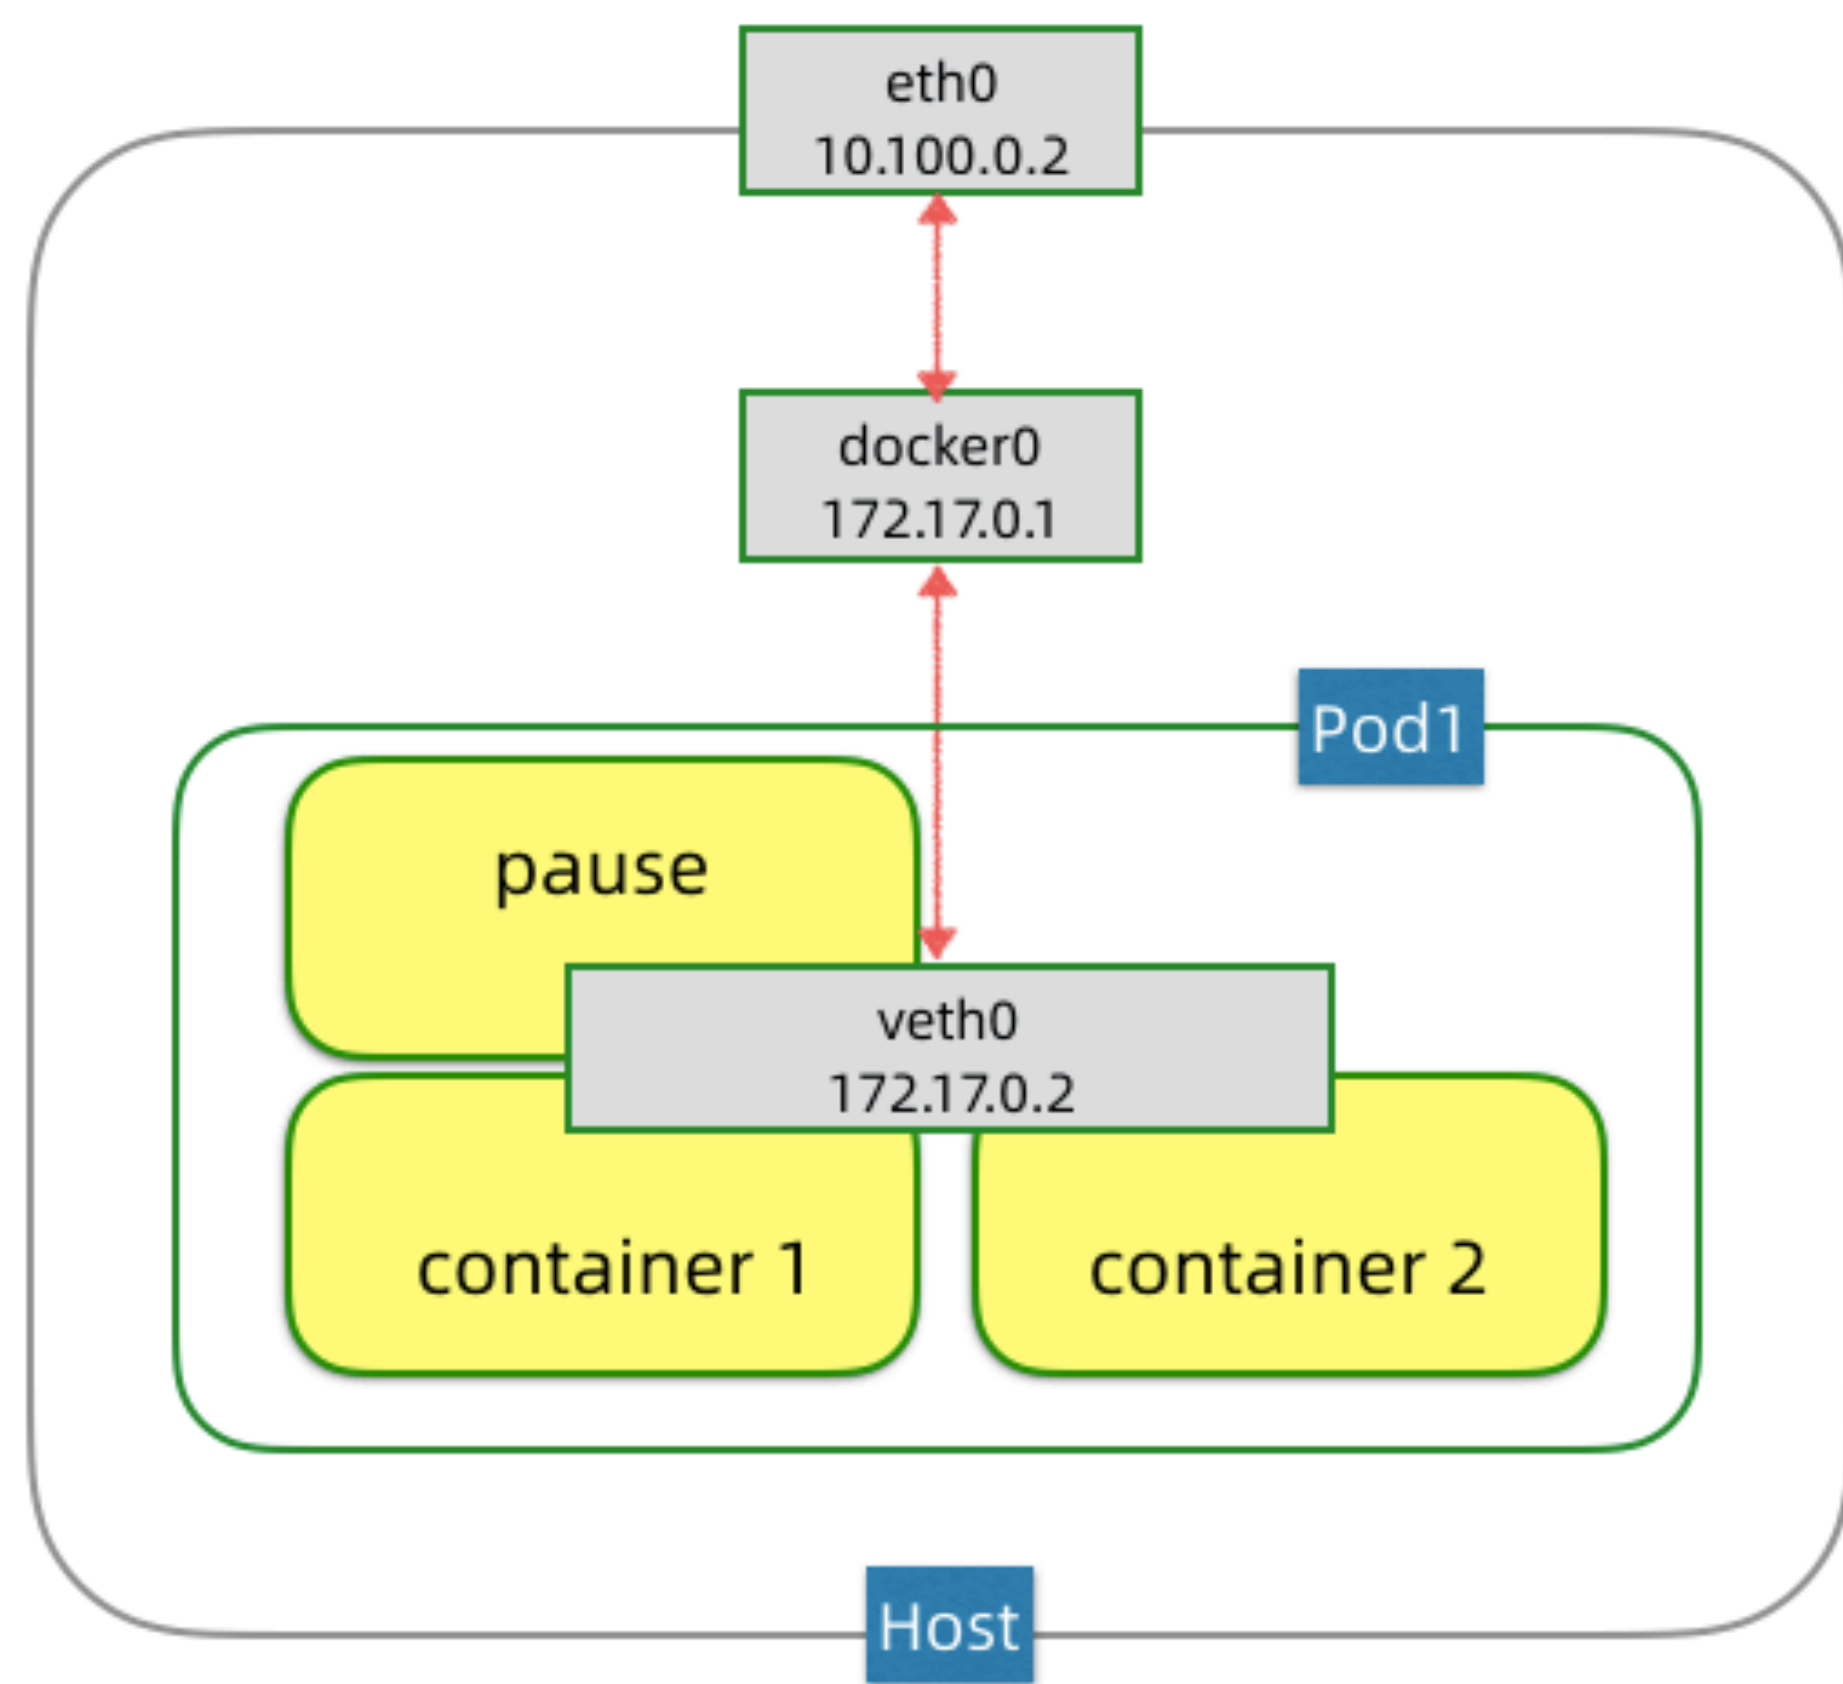 eth0
10.100.0.2
docker0
172.17.0.1
Pod1
pause
veth0
172.17.0.2
container 1
container 2
Host